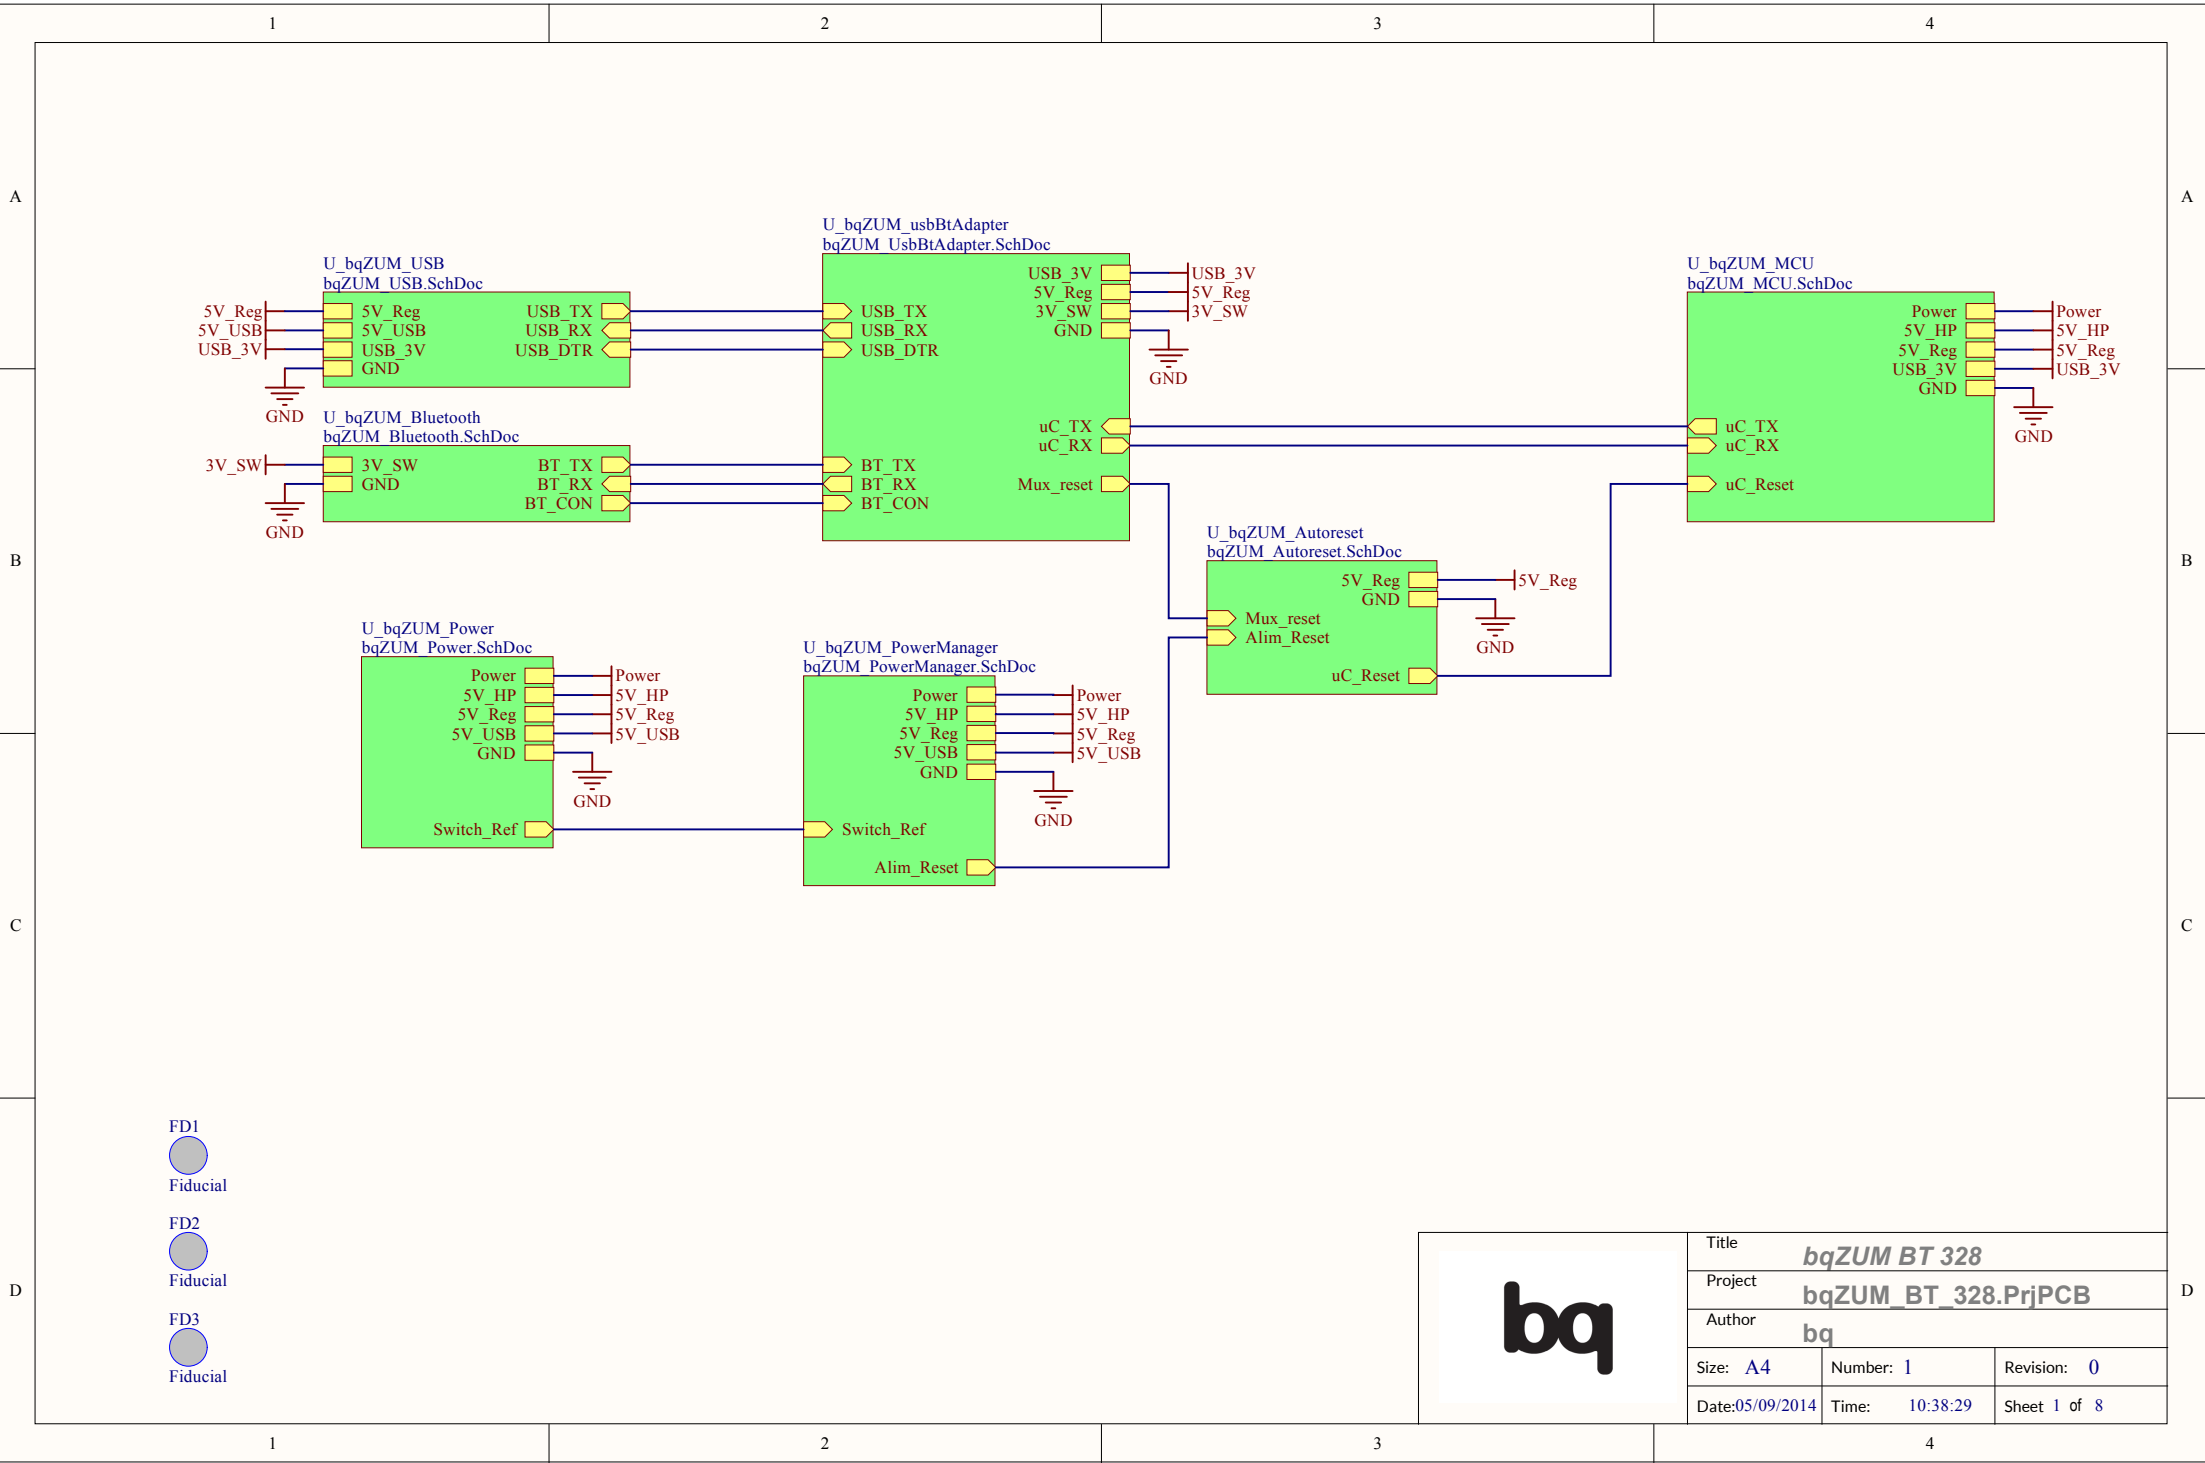 1 2 3 4
A A
B B
C C
D D
U_bqZUM_USB
bqZUM_USB.SchDoc
5V_Reg 5V_Reg USB_TX
5V_USB 5V_USB USB_RX
USB_3V USB_3V USB_DTR
GND
GND
U_bqZUM_Bluetooth
bqZUM_Bluetooth.SchDoc
3V_SW 3V_SW BT_TX
GND BT_RX
BT_CON
GND
U_bqZUM_usbBtAdapter
bqZUM_UsbBtAdapter.SchDoc
USB_3V USB_3V
5V_Reg 5V_Reg
USB_TX 3V_SW 3V_SW
USB_RX GND
USB_DTR
GND
uC_TX
uC_RX
BT_TX
BT_RX Mux_reset
BT_CON
U_bqZUM_MCU
bqZUM_MCU.SchDoc
Power Power
5V_HP 5V_HP
5V_Reg 5V_Reg
USB_3V USB_3V
GND
uC_TX
GND
uC_RX
uC_Reset
U_bqZUM_Autoreset
bqZUM_Autoreset.SchDoc
5V_Reg 5V_Reg
GND
Mux_reset
Alim_Reset
GND
uC_Reset
U_bqZUM_Power
bqZUM_Power.SchDoc
Power Power
5V_HP 5V_HP
5V_Reg 5V_Reg
5V_USB 5V_USB
GND
GND
Switch_Ref
U_bqZUM_PowerManager
bqZUM_PowerManager.SchDoc
Power Power
5V_HP 5V_HP
5V_Reg 5V_Reg
5V_USB 5V_USB
GND
GND
Switch_Ref
Alim_Reset
FD1
Fiducial
FD2
Fiducial
FD3
Fiducial
bq
Title bqZUM BT 328
Project bqZUM_BT_328.PrjPCB
Author bq
Size: A4 Number: 1 Revision: 0
Date:05/09/2014 Time: 10:38:29 Sheet 1 of 8
1 2 3 4